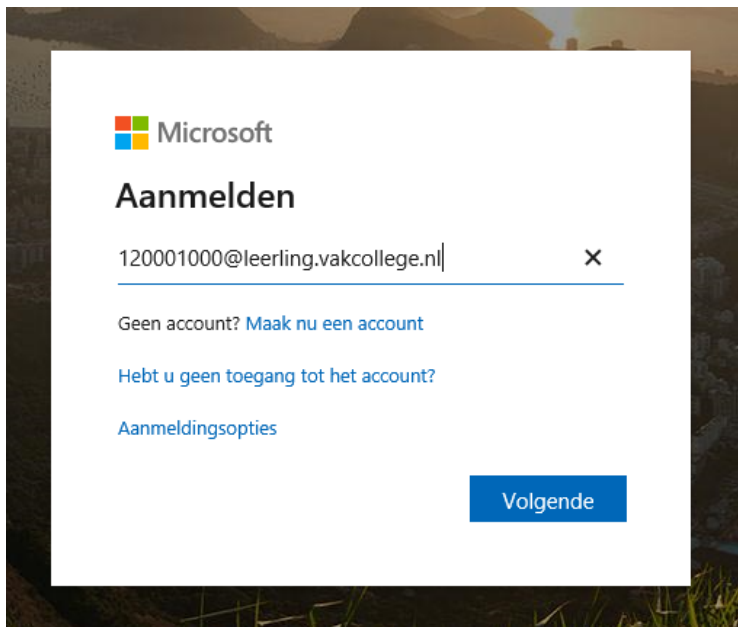 Microsoft
Aanmelden
120001000@leerling.vakcollege.nl
Geen account? Maak nu een account
Hebt u geen toegang tot het account?
Aanmeldingsopties
Volgende